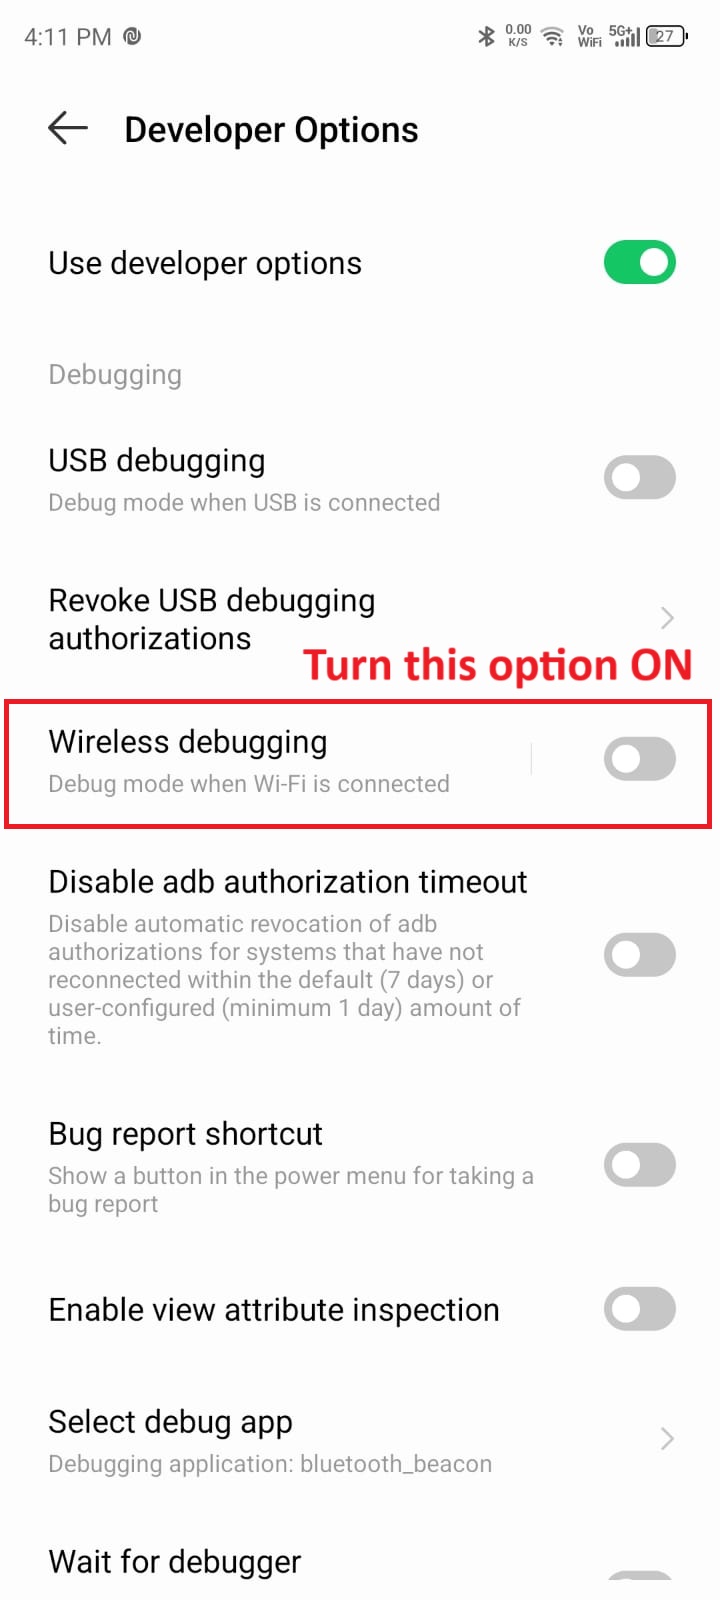 4:11 PM
0.00
K/S
Vo
WiFi
5G+
27
Developer Options
Use developer options
Debugging
USB debugging
Debug mode when USB is connected
Revoke USB debugging
authorizations
Turn this option ON
Wireless debugging
Debug mode when Wi-Fi is connected
Disable adb authorization timeout
Disable automatic revocation of adb
authorizations for systems that have not
reconnected within the default (7 days) or
user-configured (minimum 1 day) amount of
time.
Bug report shortcut
Show a button in the power menu for taking a
bug report
Enable view attribute inspection
Select debug app
Debugging application: bluetooth_beacon
Wait for debugger